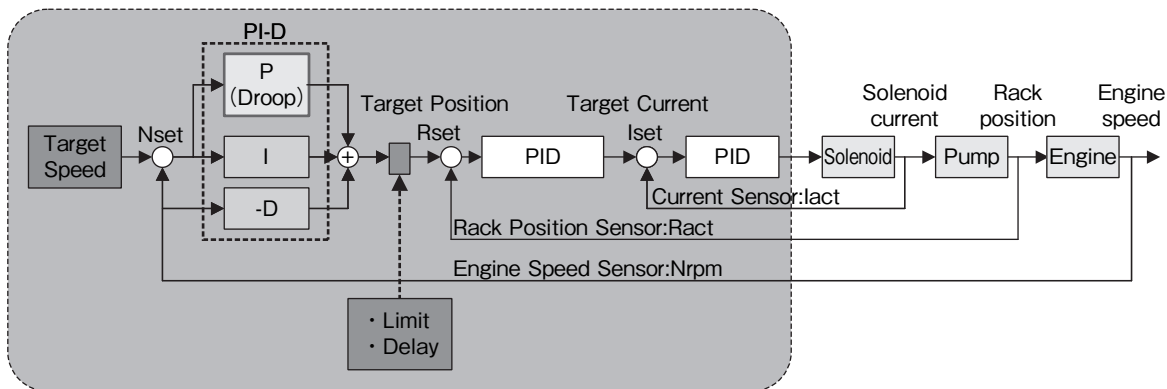 PI-D
P
(Droop)
Target Position
Target Current
Solenoid
current
Rack
position
Engine
speed
Target
Speed
Nset
I
-D
+
Rset
PID
Iset
PID
Solenoid
Pump
Engine
Current Sensor:Iact
Rack Position Sensor:Ract
Engine Speed Sensor:Nrpm
・Limit
・Delay